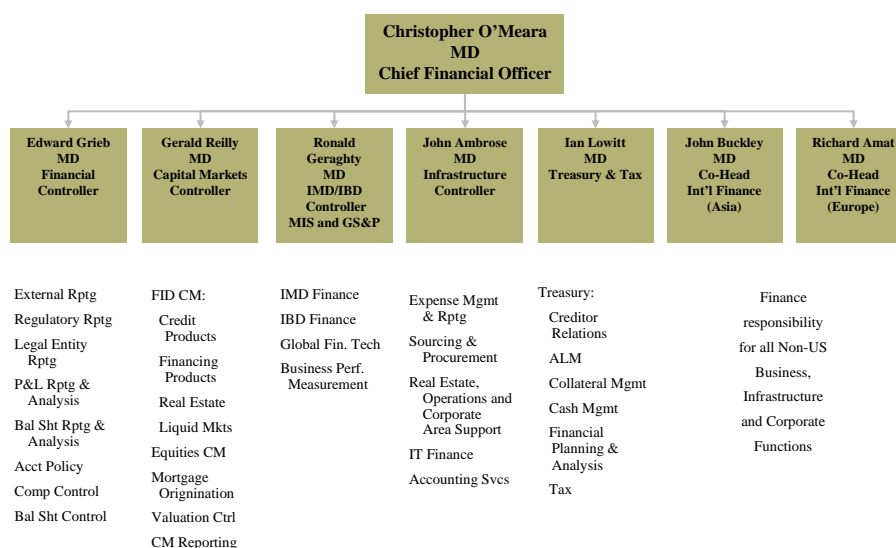 Christopher O’Meara
MD
Chief Financial Officer
Edward Grieb
MD
Financial
Controller
Gerald Reilly
MD
Capital Markets
Controller
Ronald
Geraghty
MD
IMD/IBD
Controller
MIS and GS&P
John Ambrose
MD
Infrastructure
Controller
Ian Lowitt
MD
Treasury & Tax
John Buckley
MD
Co-Head
Int’l Finance
(Asia)
Richard Amat
MD
Co-Head
Int’l Finance
(Europe)
External Rptg
Regulatory Rptg
Legal Entity
Rptg
P&L Rptg &
Analysis
Bal Sht Rptg &
Analysis
Acct Policy
Comp Control
Bal Sht Control
FID CM:
Credit
Products
Financing
Products
Real Estate
Liquid Mkts
Equities CM
Mortgage
Orignination
Valuation Ctrl
CM Reporting
IMD Finance
IBD Finance
Global Fin. Tech
Business Perf.
Measurement
Expense Mgmt
& Rptg
Sourcing &
Procurement
Real Estate,
Operations and
Corporate
Area Support
IT Finance
Accounting Svcs
Treasury:
Creditor
Relations
ALM
Collateral Mgmt
Cash Mgmt
Financial
Planning &
Analysis
Tax
Finance
responsibility
for all Non-US
Business,
Infrastructure
and Corporate
Functions